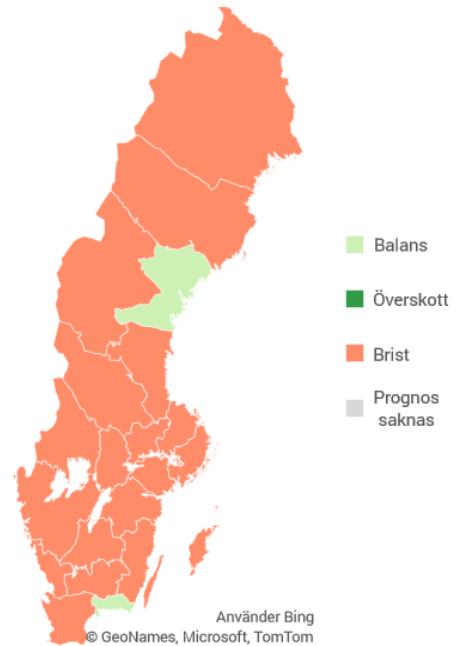 Balans
Överskott
Brist
Prognos
saknas
Använder Bing
© GeoNames, Microsoft, TomTom